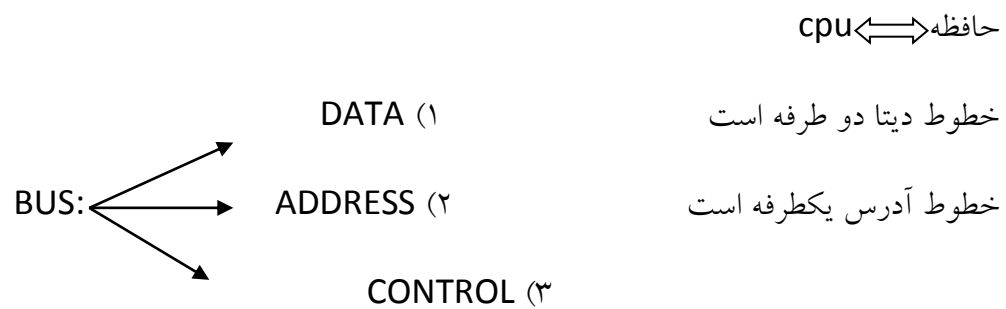 حافظه cpu
خطوط دیتا دو طرفه است DATA (۱
خطوط آدرس یکطرفه است ADDRESS (۲
BUS:
CONTROL (۳